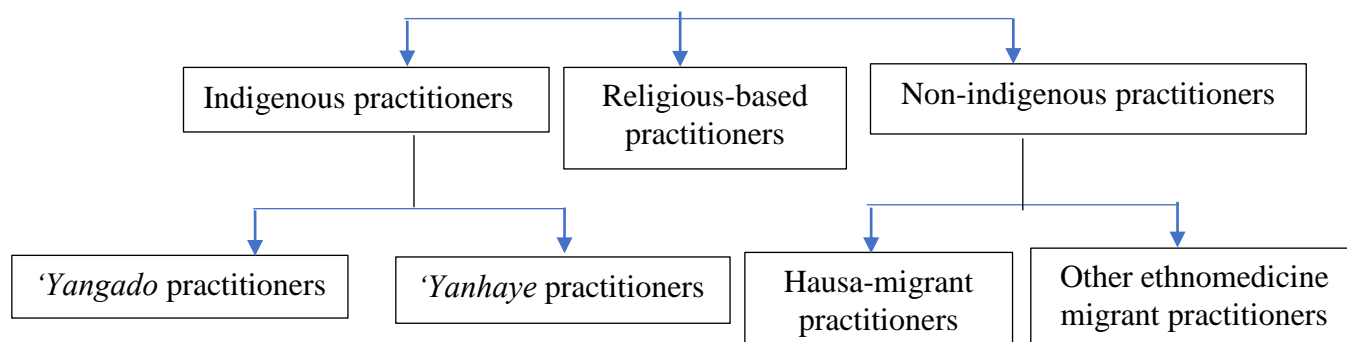 Indigenous practitioners
Religious-based
practitioners
Non-indigenous practitioners
‘Yangado practitioners
‘Yanhaye practitioners
Hausa-migrant
practitioners
Other ethnomedicine
migrant practitioners